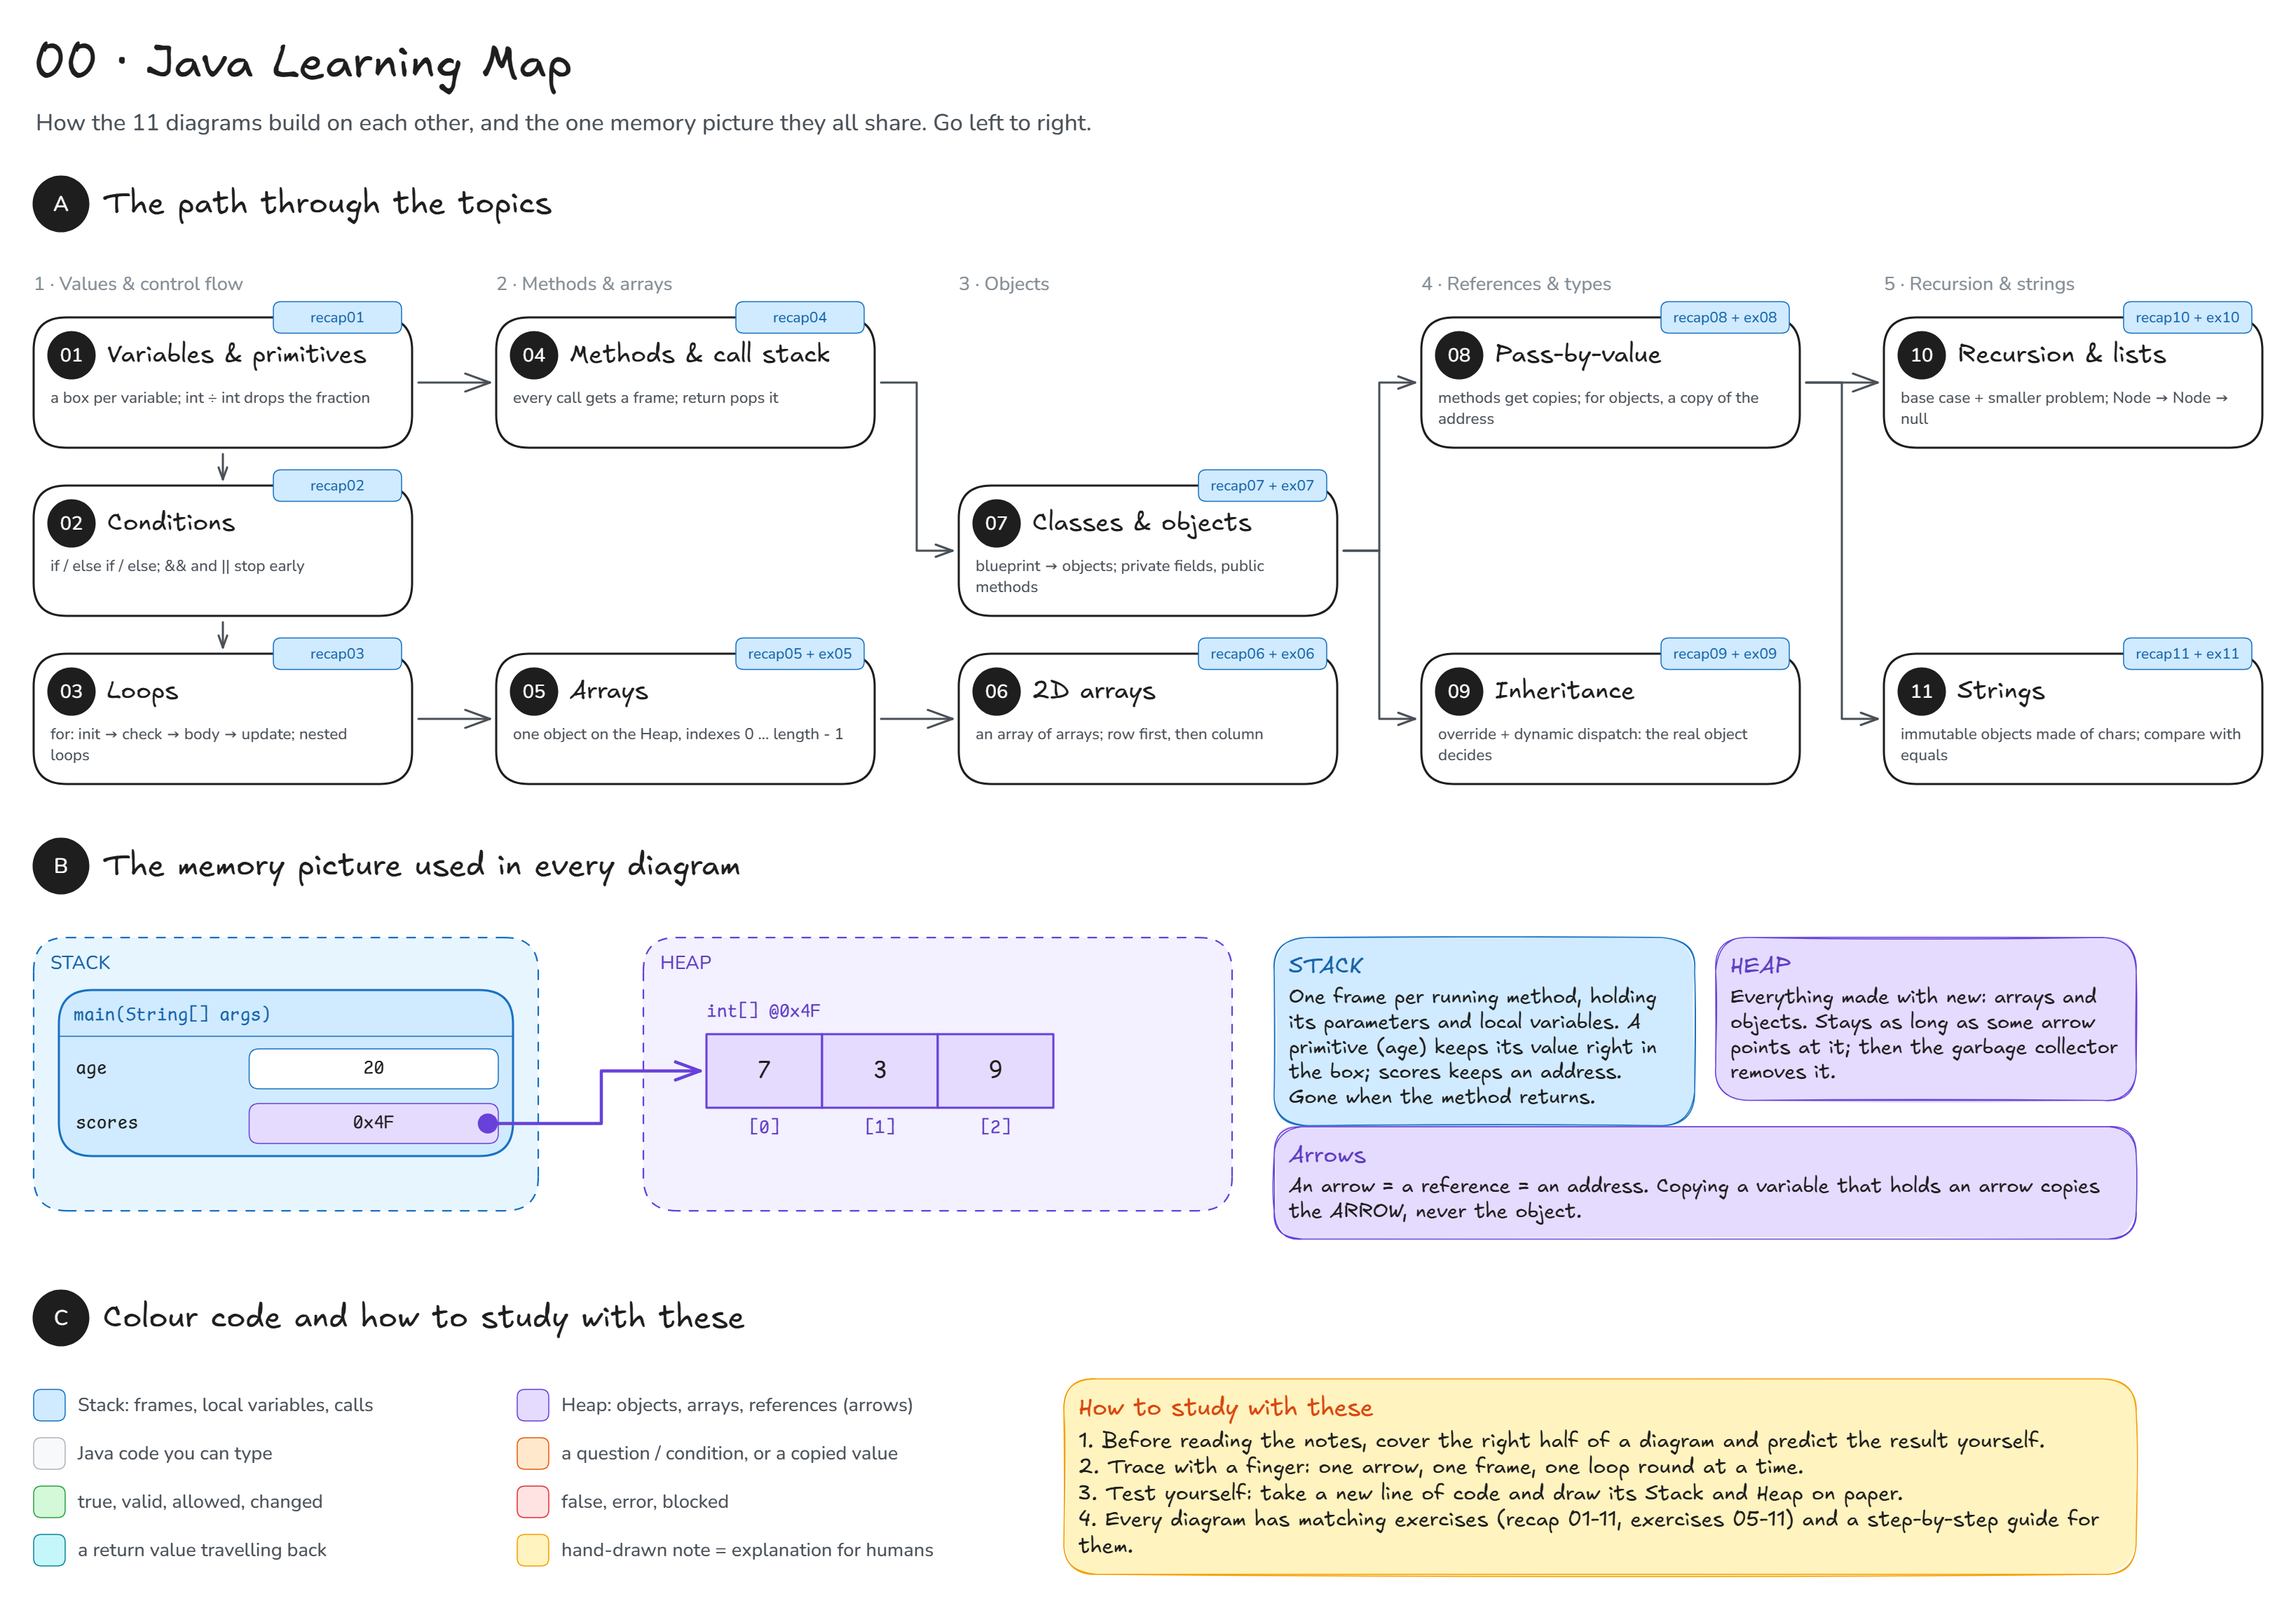 00 · Java Learning Map
How the 11 diagrams build on each other, and the one memory picture they all share. Go left to right.
A
The path through the topics
1 · Values & control flow
2 · Methods & arrays
3 · Objects
4 · References & types
5 · Recursion & strings
recap01
01 Variables & primitives
a box per variable; int ÷ int drops the fraction
recap04
04 Methods & call stack
every call gets a frame; return pops it
recap08 + ex08
08 Pass-by-value
methods get copies; for objects, a copy of the
address
recap10 + ex10
10 Recursion & lists
base case + smaller problem; Node → Node →
null
recap02
02 Conditions
if / else if / else; && and || stop early
recap07 + ex07
07 Classes & objects
blueprint → objects; private fields, public
methods
recap03
03 Loops
for: init → check → body → update; nested
loops
recap05 + ex05
05 Arrays
one object on the Heap, indexes 0 ... length - 1
recap06 + ex06
06 2D arrays
an array of arrays; row first, then column
recap09 + ex09
09 Inheritance
override + dynamic dispatch: the real object
decides
recap11 + ex11
11 Strings
immutable objects made of chars; compare with
equals
B
The memory picture used in every diagram
STACK
main(String[] args)
age 20
scores 0x4F
HEAP
int[] @0x4F
7 3 9
[0] [1] [2]
STACK
One frame per running method, holding
its parameters and local variables. A
primitive (age) keeps its value right in
the box; scores keeps an address.
Gone when the method returns.
HEAP
Everything made with new: arrays and
objects. Stays as long as some arrow
points at it; then the garbage collector
removes it.
Arrows
An arrow = a reference = an address. Copying a variable that holds an arrow copies
the ARROW, never the object.
C
Colour code and how to study with these
Stack: frames, local variables, calls
Heap: objects, arrays, references (arrows)
Java code you can type
a question / condition, or a copied value
true, valid, allowed, changed
false, error, blocked
a return value travelling back
hand-drawn note = explanation for humans
How to study with these
1. Before reading the notes, cover the right half of a diagram and predict the result yourself.
2. Trace with a finger: one arrow, one frame, one loop round at a time.
3. Test yourself: take a new line of code and draw its Stack and Heap on paper.
4. Every diagram has matching exercises (recap 01-11, exercises 05-11) and a step-by-step guide for
them.